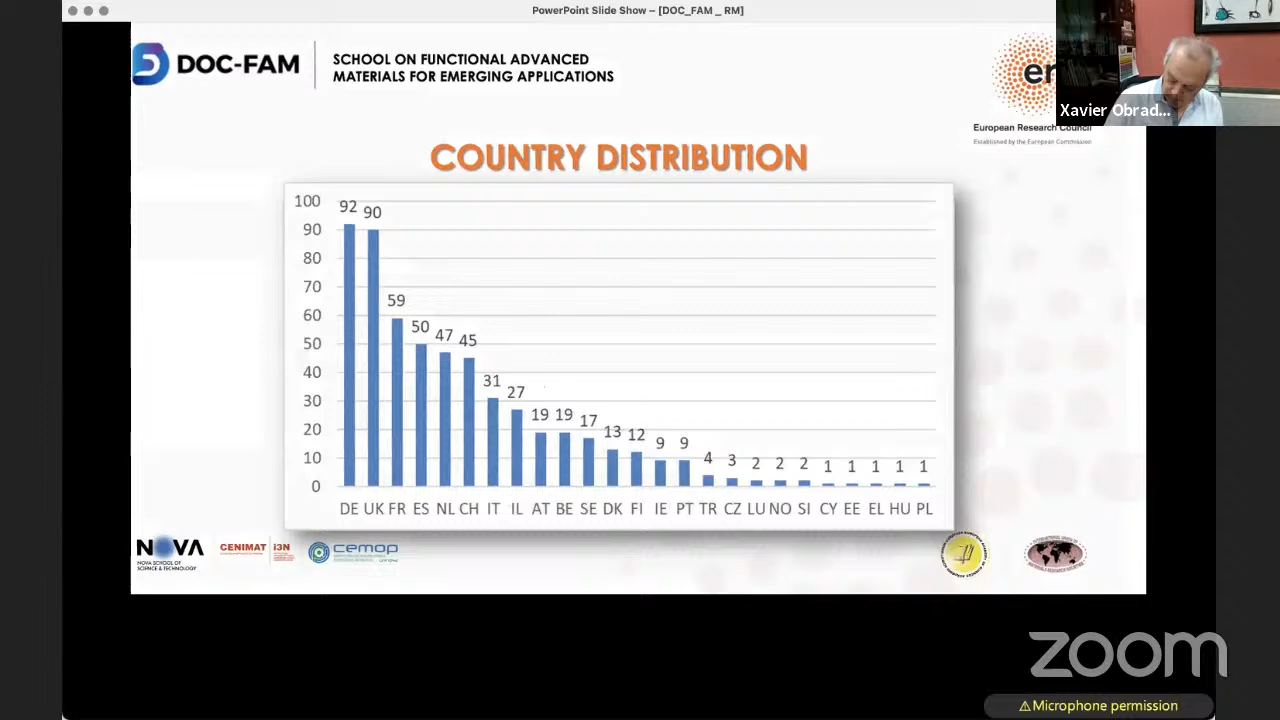 PowerPoint Slide Show – [DOC_FAM _ RM]
DOC-FAM
SCHOOL ON FUNCTIONAL ADVANCED
MATERIALS FOR EMERGING APPLICATIONS
er
European Research Council
Established by the European Commission
Xavier Obrad...
COUNTRY DISTRIBUTION
100
90
80
70
60
50
40
30
20
10
0
92 90 59 50 47 45 31 27 19 19 17 13 12 9 9 4 3 2 2 2 1 1 1 1 1
DE UK FR ES NL CH IT IL AT BE SE DK FI IE PT TR CZ LU NO SI CY EE EL HU PL
NOVA
NOVA SCHOOL OF
SCIENCE & TECHNOLOGY
CENIMAT i3N
cemop
zoom
⚠Microphone permission